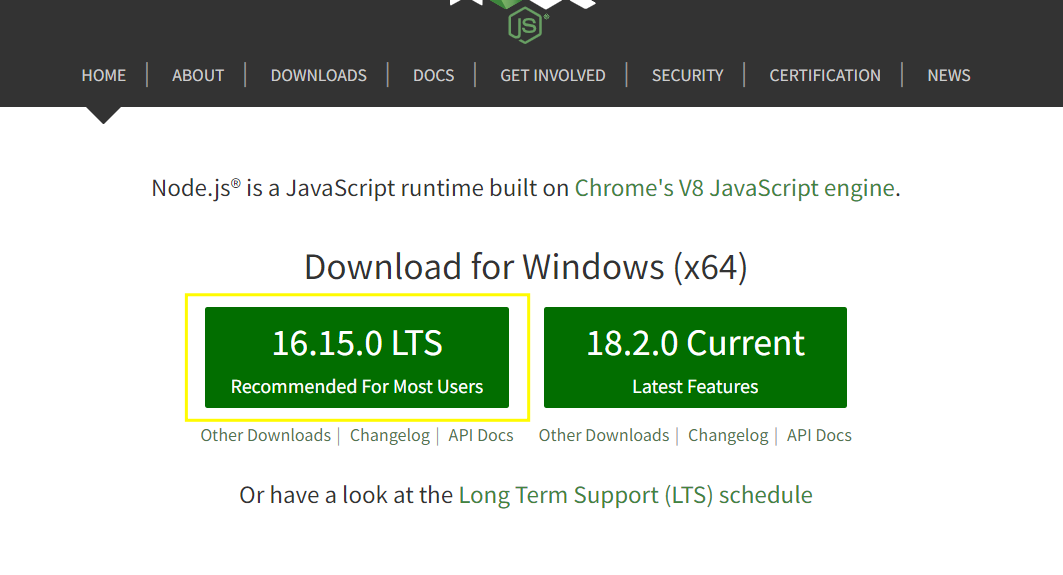 JS®
HOME | ABOUT | DOWNLOADS | DOCS | GET INVOLVED | SECURITY | CERTIFICATION | NEWS
Node.js® is a JavaScript runtime built on Chrome's V8 JavaScript engine.
Download for Windows (x64)
16.15.0 LTS
Recommended For Most Users
18.2.0 Current
Latest Features
Other Downloads | Changelog | API Docs
Other Downloads | Changelog | API Docs
Or have a look at the Long Term Support (LTS) schedule